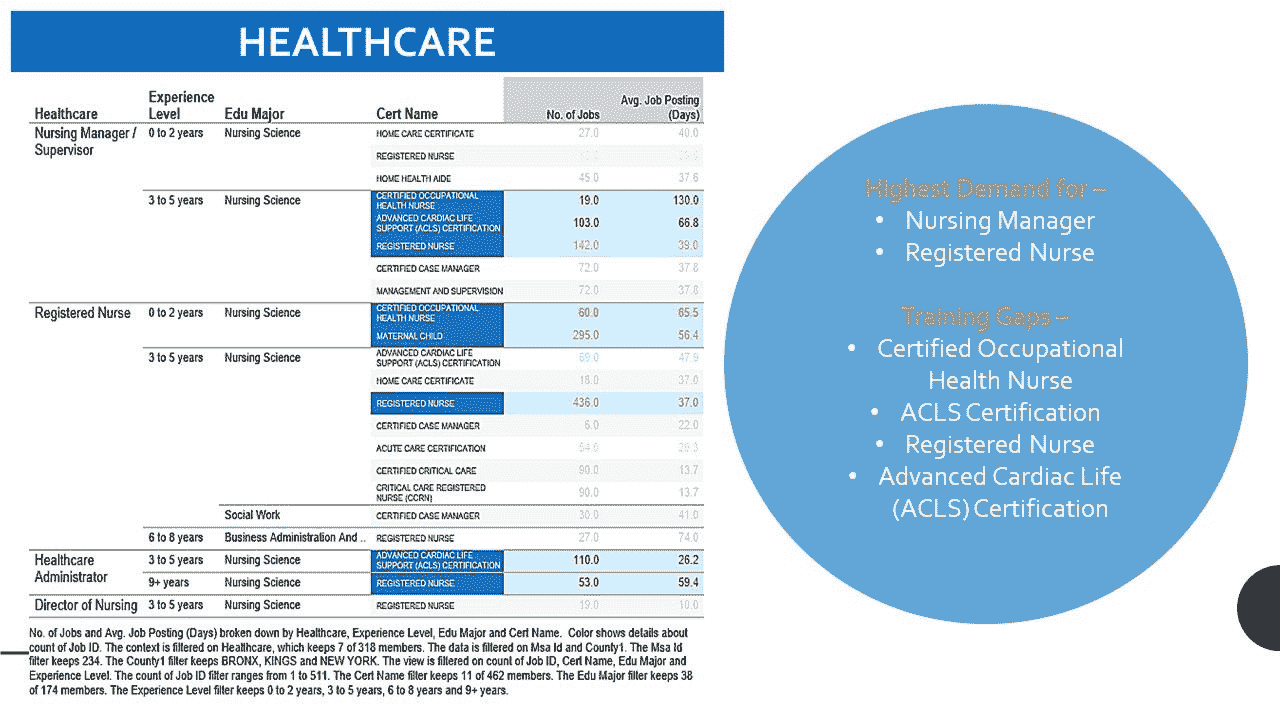 HEALTHCARE
Healthcare Experience Level Edu Major Cert Name No. of Jobs Avg. Job Posting (Days)
Nursing Manager / Supervisor 0 to 2 years Nursing Science HOME CARE CERTIFICATE 27.0 40.0
REGISTERED NURSE
HOME HEALTH AIDE 45.0 37.6
3 to 5 years Nursing Science CERTIFIED OCCUPATIONAL HEALTH NURSE 19.0 130.0
ADVANCED CARDIAC LIFE SUPPORT (ACLS) CERTIFICATION 103.0 66.8
REGISTERED NURSE 142.0 39.0
CERTIFIED CASE MANAGER 72.0 37.8
MANAGEMENT AND SUPERVISION 72.0 37.8
Registered Nurse 0 to 2 years Nursing Science CERTIFIED OCCUPATIONAL HEALTH NURSE 60.0 65.5
MATERNAL CHILD 295.0 56.4
3 to 5 years Nursing Science ADVANCED CARDIAC LIFE SUPPORT (ACLS) CERTIFICATION 69.0 47.9
HOME CARE CERTIFICATE 18.0 37.0
REGISTERED NURSE 436.0 37.0
CERTIFIED CASE MANAGER 6.0 22.0
ACUTE CARE CERTIFICATION 54.0
CERTIFIED CRITICAL CARE 90.0 13.7
CRITICAL CARE REGISTERED NURSE (CCRN) 90.0 13.7
Social Work CERTIFIED CASE MANAGER 30.0 41.0
6 to 8 years Business Administration And .. REGISTERED NURSE 27.0 74.0
Healthcare Administrator 3 to 5 years Nursing Science ADVANCED CARDIAC LIFE SUPPORT (ACLS) CERTIFICATION 110.0 26.2
9+ years Nursing Science REGISTERED NURSE 53.0 59.4
Director of Nursing 3 to 5 years Nursing Science REGISTERED NURSE 19.0 10.0
No. of Jobs and Avg. Job Posting (Days) broken down by Healthcare, Experience Level, Edu Major and Cert Name. Color shows details about
count of Job ID. The context is filtered on Healthcare, which keeps 7 of 318 members. The data is filtered on Msa Id and County1. The Msa Id
filter keeps 234. The County1 filter keeps BRONX, KINGS and NEW YORK. The view is filtered on count of Job ID, Cert Name, Edu Major and
Experience Level. The count of Job ID filter ranges from 1 to 511. The Cert Name filter keeps 11 of 462 members. The Edu Major filter keeps 38
of 174 members. The Experience Level filter keeps 0 to 2 years, 3 to 5 years, 6 to 8 years and 9+ years.
Highest Demand for –
• Nursing Manager
• Registered Nurse
Training Gaps –
• Certified Occupational
Health Nurse
• ACLS Certification
• Registered Nurse
• Advanced Cardiac Life
(ACLS) Certification